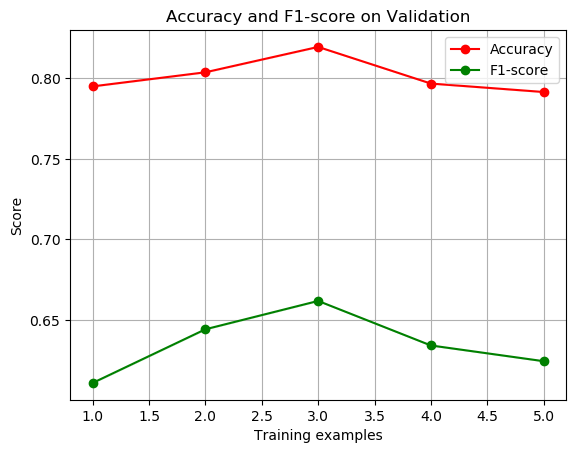 Accuracy and F1-score on Validation
Accuracy
F1-score
0.80
0.75
0.70
0.65
Score
1.0 1.5 2.0 2.5 3.0 3.5 4.0 4.5 5.0
Training examples